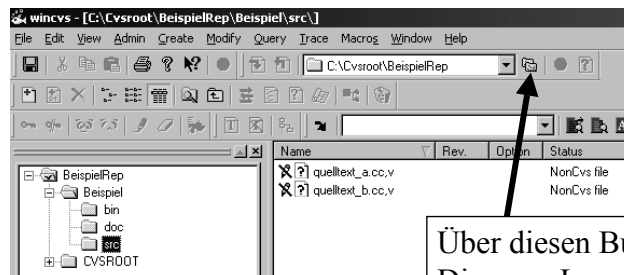 wincvs - [C:\Cvsroot\BeispielRep\Beispiel\src\]
File Edit View Admin Create Modify Query Trace Macros Window Help
C:\Cvsroot\BeispielRep
Name Rev. Option Status
BeispielRep
Beispiel
bin
doc
src
CVSROOT
quelltext_a.cc,v NonCvs file
quelltext_b.cc,v NonCvs file
Über diesen